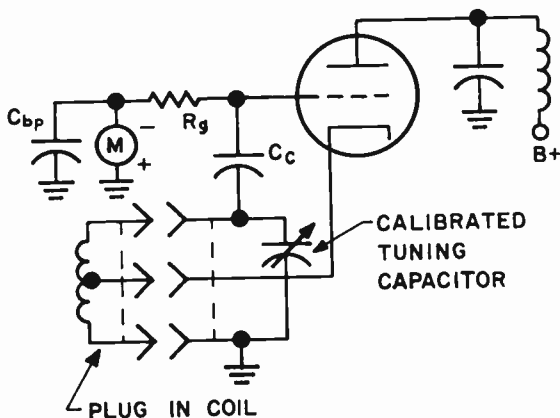 Cbp
M
-
+
Rg
Cc
B+
CALIBRATED
TUNING
CAPACITOR
PLUG IN COIL